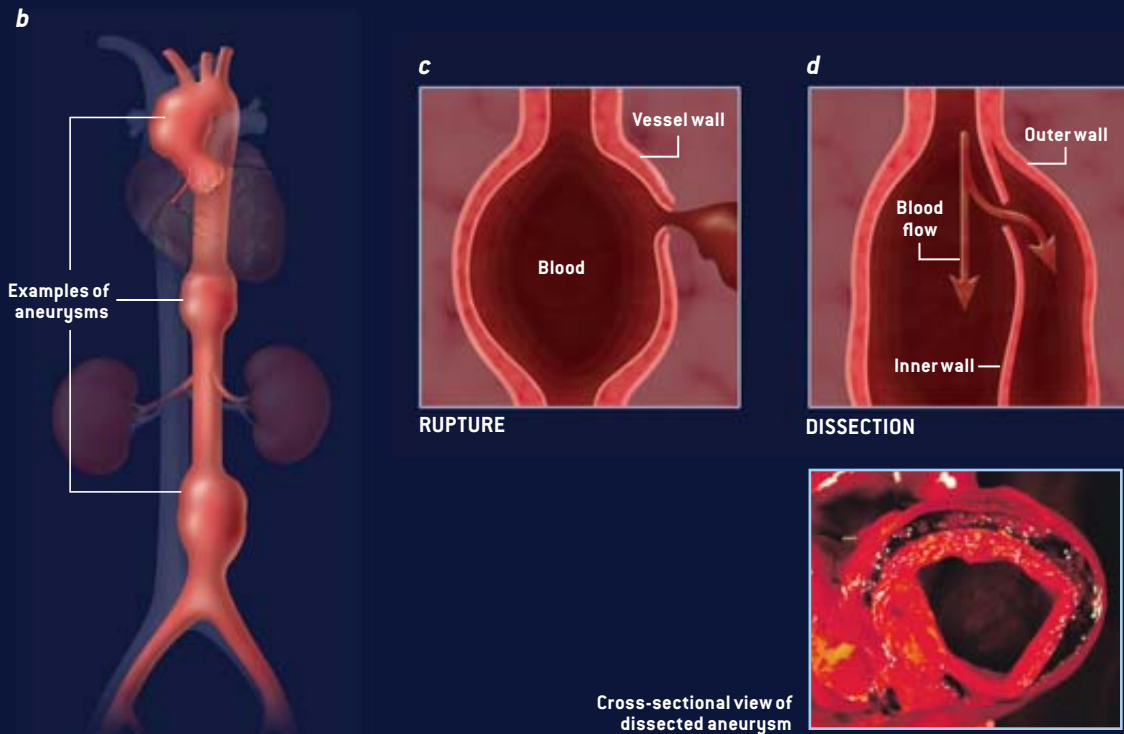 b
Examples of
aneurysms
c
Vessel wall
Blood
RUPTURE
d
Outer wall
Blood
flow
Inner wall
DISSECTION
Cross-sectional view of
dissected aneurysm